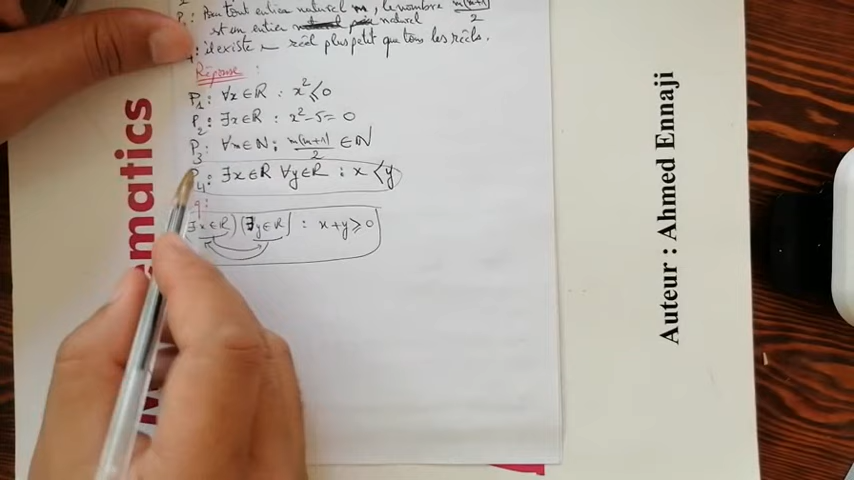 P₃: Pour tout entier naturel n, le nombre n(n+1)/2
est un entier naturel
il existe un réel plus petit que tous les réels.
Réponse :
P₁: ∀x∈ℝ : x²⩽0
P₂: ∃x∈ℝ : x²-5=0
P₃: ∀n∈ℕ ; n(n+1)/2 ∈ ℕ
P₄: ∃x∈ℝ ∀y∈ℝ : x < y
∃x∈ℝ)(∃y∈ℝ) : x+y⩾0
matics
Auteur : Ahmed Ennaji